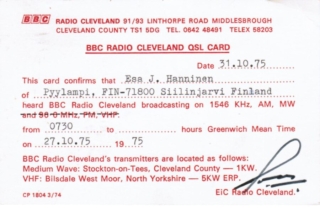 BBC RADIO CLEVELAND 91/93 LINTHORPE ROAD MIDDLESBROUGH
CLEVELAND COUNTY TS1 5DG TEL. 0642 48491 TELEX 58203
BBC RADIO CLEVELAND QSL CARD
Date 31.10.75
This card confirms that Esa J. Hanninen
of Pyylampi, FIN-71800 Siilinjarvi Finland
heard BBC Radio Cleveland broadcasting on 1546 KHz, AM, MW
and 96·6 MHz, FM, VHF.
from 0730 to hours Greenwich Mean Time
on 27.10.75 1975
BBC Radio Cleveland's transmitters are located as follows:
Medium Wave: Stockton-on-Tees, Cleveland County — 1KW.
VHF: Bilsdale West Moor, North Yorkshire — 5KW ERP.
CP 1804 3/74
EiC Radio Cleveland.